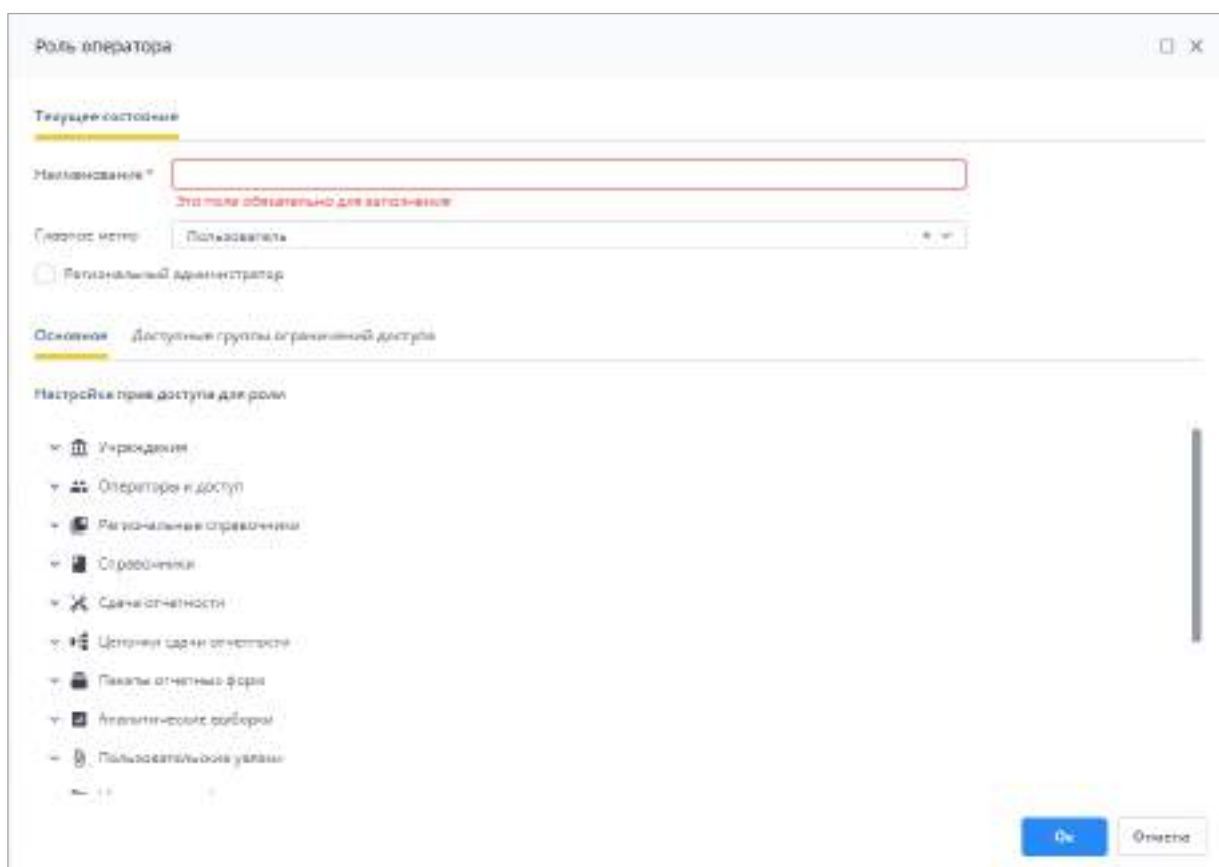 Роль оператора
Текущее состояние
Наименование *
Это поле обязательно для заполнения
Главное меню Пользователь
Региональный администратор
Основное Доступные группы ограничений доступа
Настройка прав доступа для роли
Учреждения
Операторы и доступ
Региональные справочники
Справочники
Сдача отчетности
Цепочки сдачи отчетности
Пакеты отчетных форм
Аналитические выборки
Пользовательские увязки
Ок Отмена